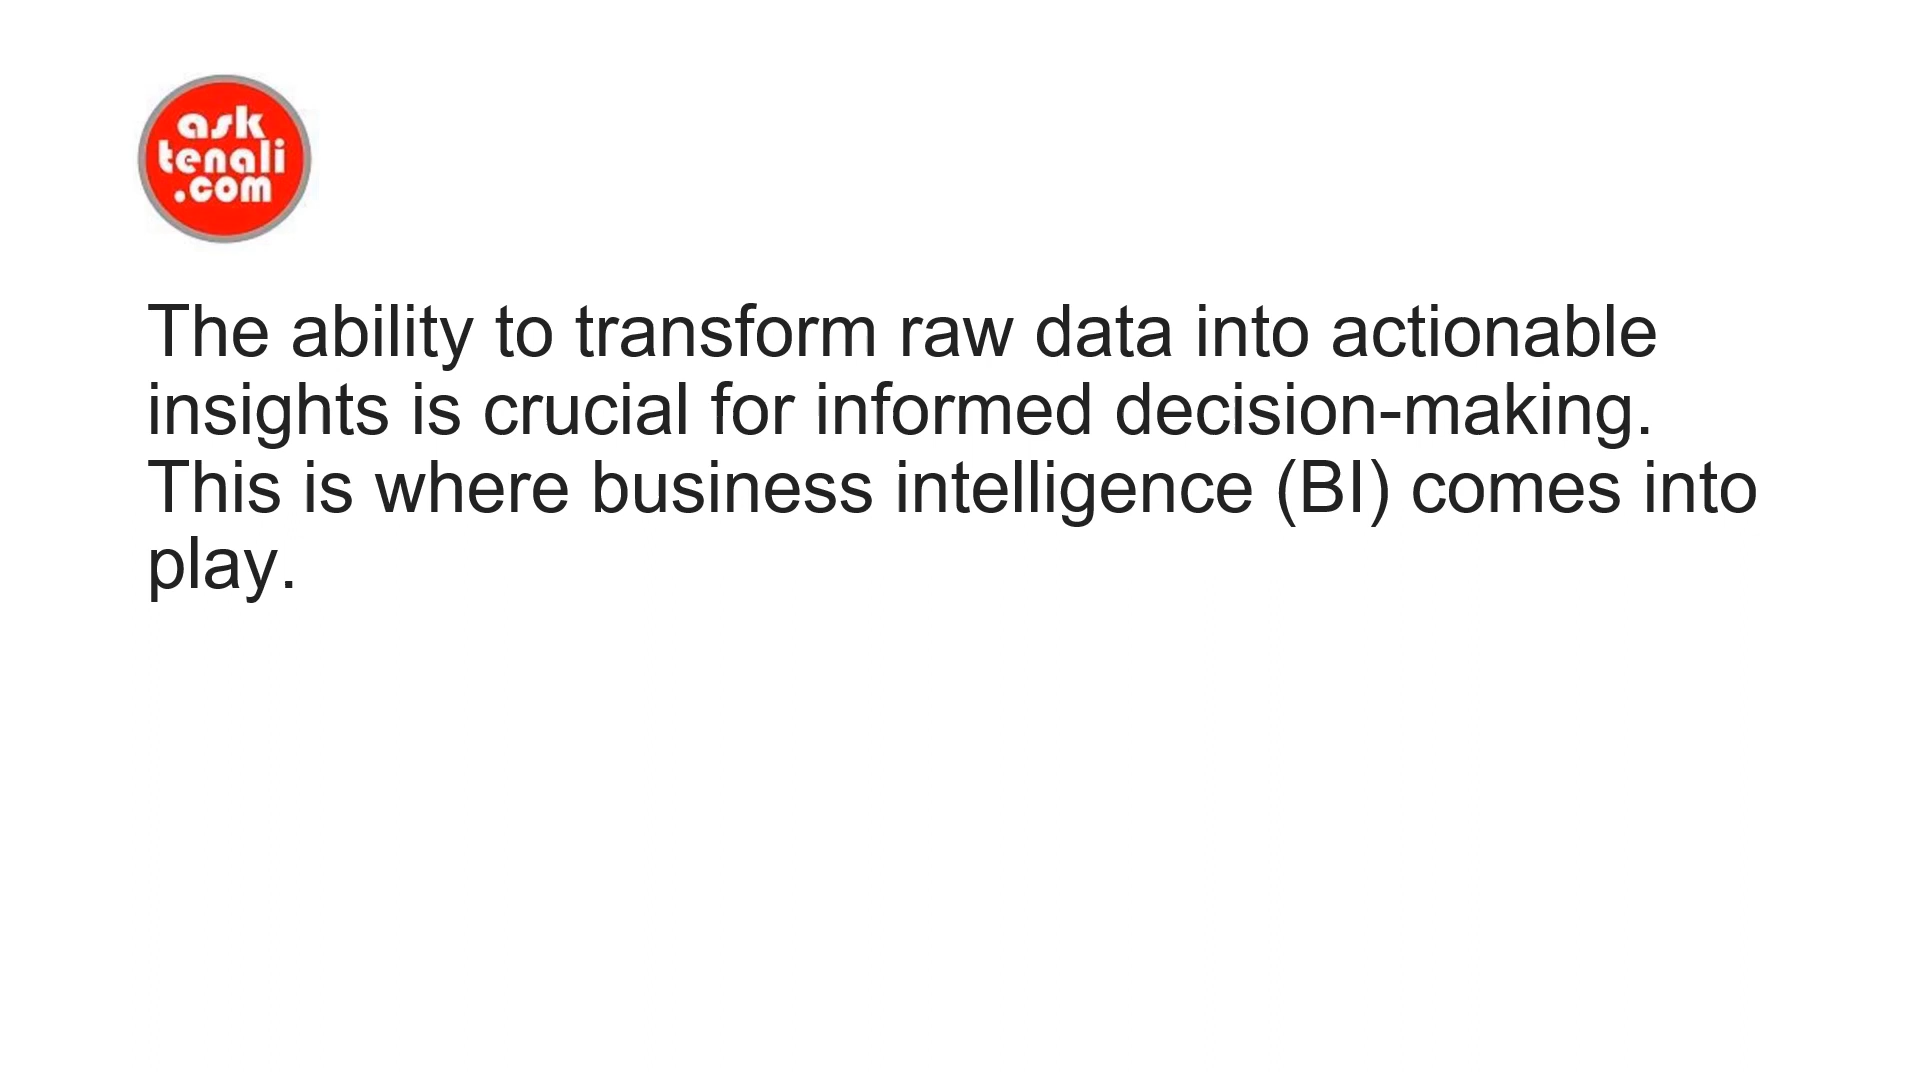 ask
tenali
.com
The ability to transform raw data into actionable
insights is crucial for informed decision-making.
This is where business intelligence (BI) comes into
play.